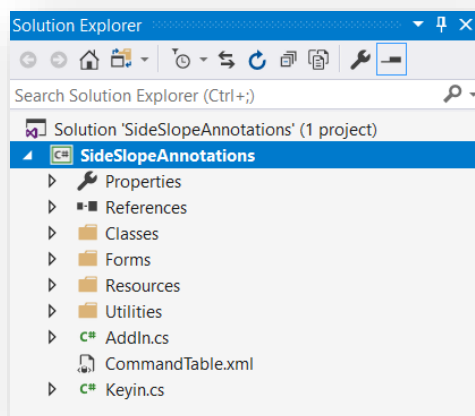 Solution Explorer
Search Solution Explorer (Ctrl+;)
Solution 'SideSlopeAnnotations' (1 project)
C# SideSlopeAnnotations
Properties
References
Classes
Forms
Resources
Utilities
C# AddIn.cs
CommandTable.xml
C# Keyin.cs